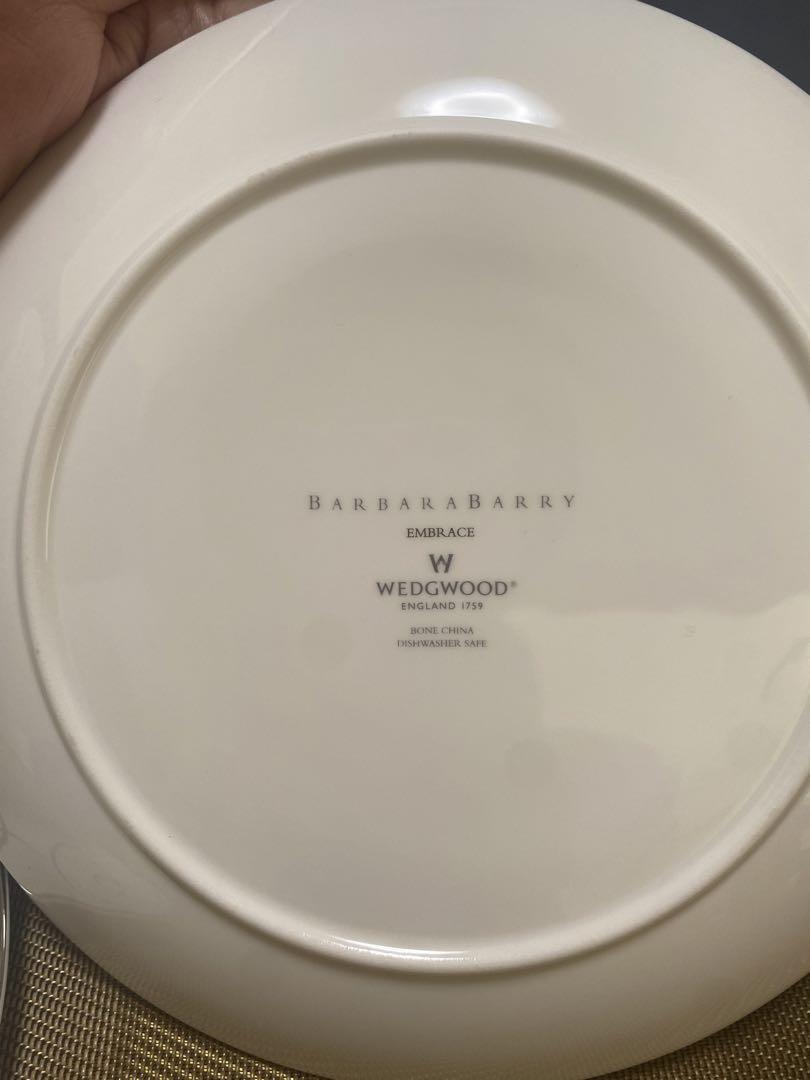 BARBARABARRY
EMBRACE
W
WEDGWOOD®
ENGLAND 1759
BONE CHINA
DISHWASHER SAFE